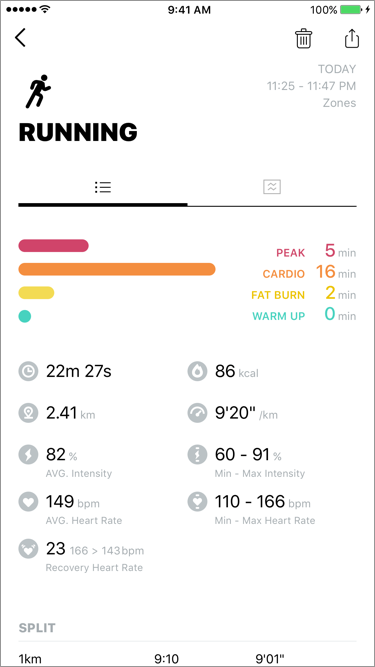 9:41 AM
100%
TODAY
11:25 - 11:47 PM
Zones
RUNNING
PEAK 5 min
CARDIO 16 min
FAT BURN 2 min
WARM UP 0 min
22m 27s
86 kcal
2.41 km
9'20" /km
82 %
AVG. Intensity
60 - 91 %
Min - Max Intensity
149 bpm
AVG. Heart Rate
110 - 166 bpm
Min - Max Heart Rate
23 166 > 143bpm
Recovery Heart Rate
SPLIT
1km 9:10 9'01"